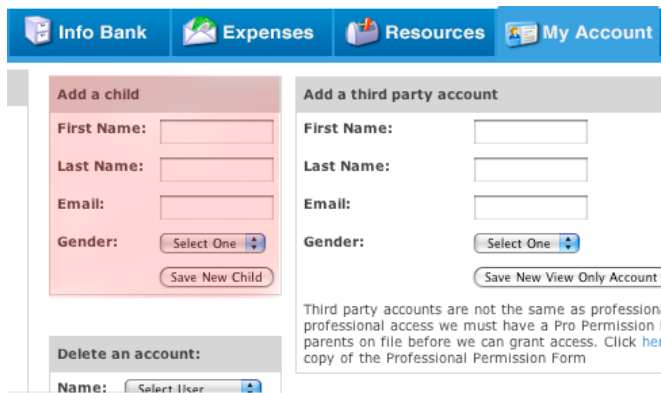 Info Bank
Expenses
Resources
My Account
Add a child
First Name:
Last Name:
Email:
Gender: Select One
Save New Child
Add a third party account
First Name:
Last Name:
Email:
Gender: Select One
Save New View Only Account
Third party accounts are not the same as
professional access we must have a Pro Permission
parents on file before we can grant access. Click
copy of the Professional Permission Form
Delete an account:
Name: Select User